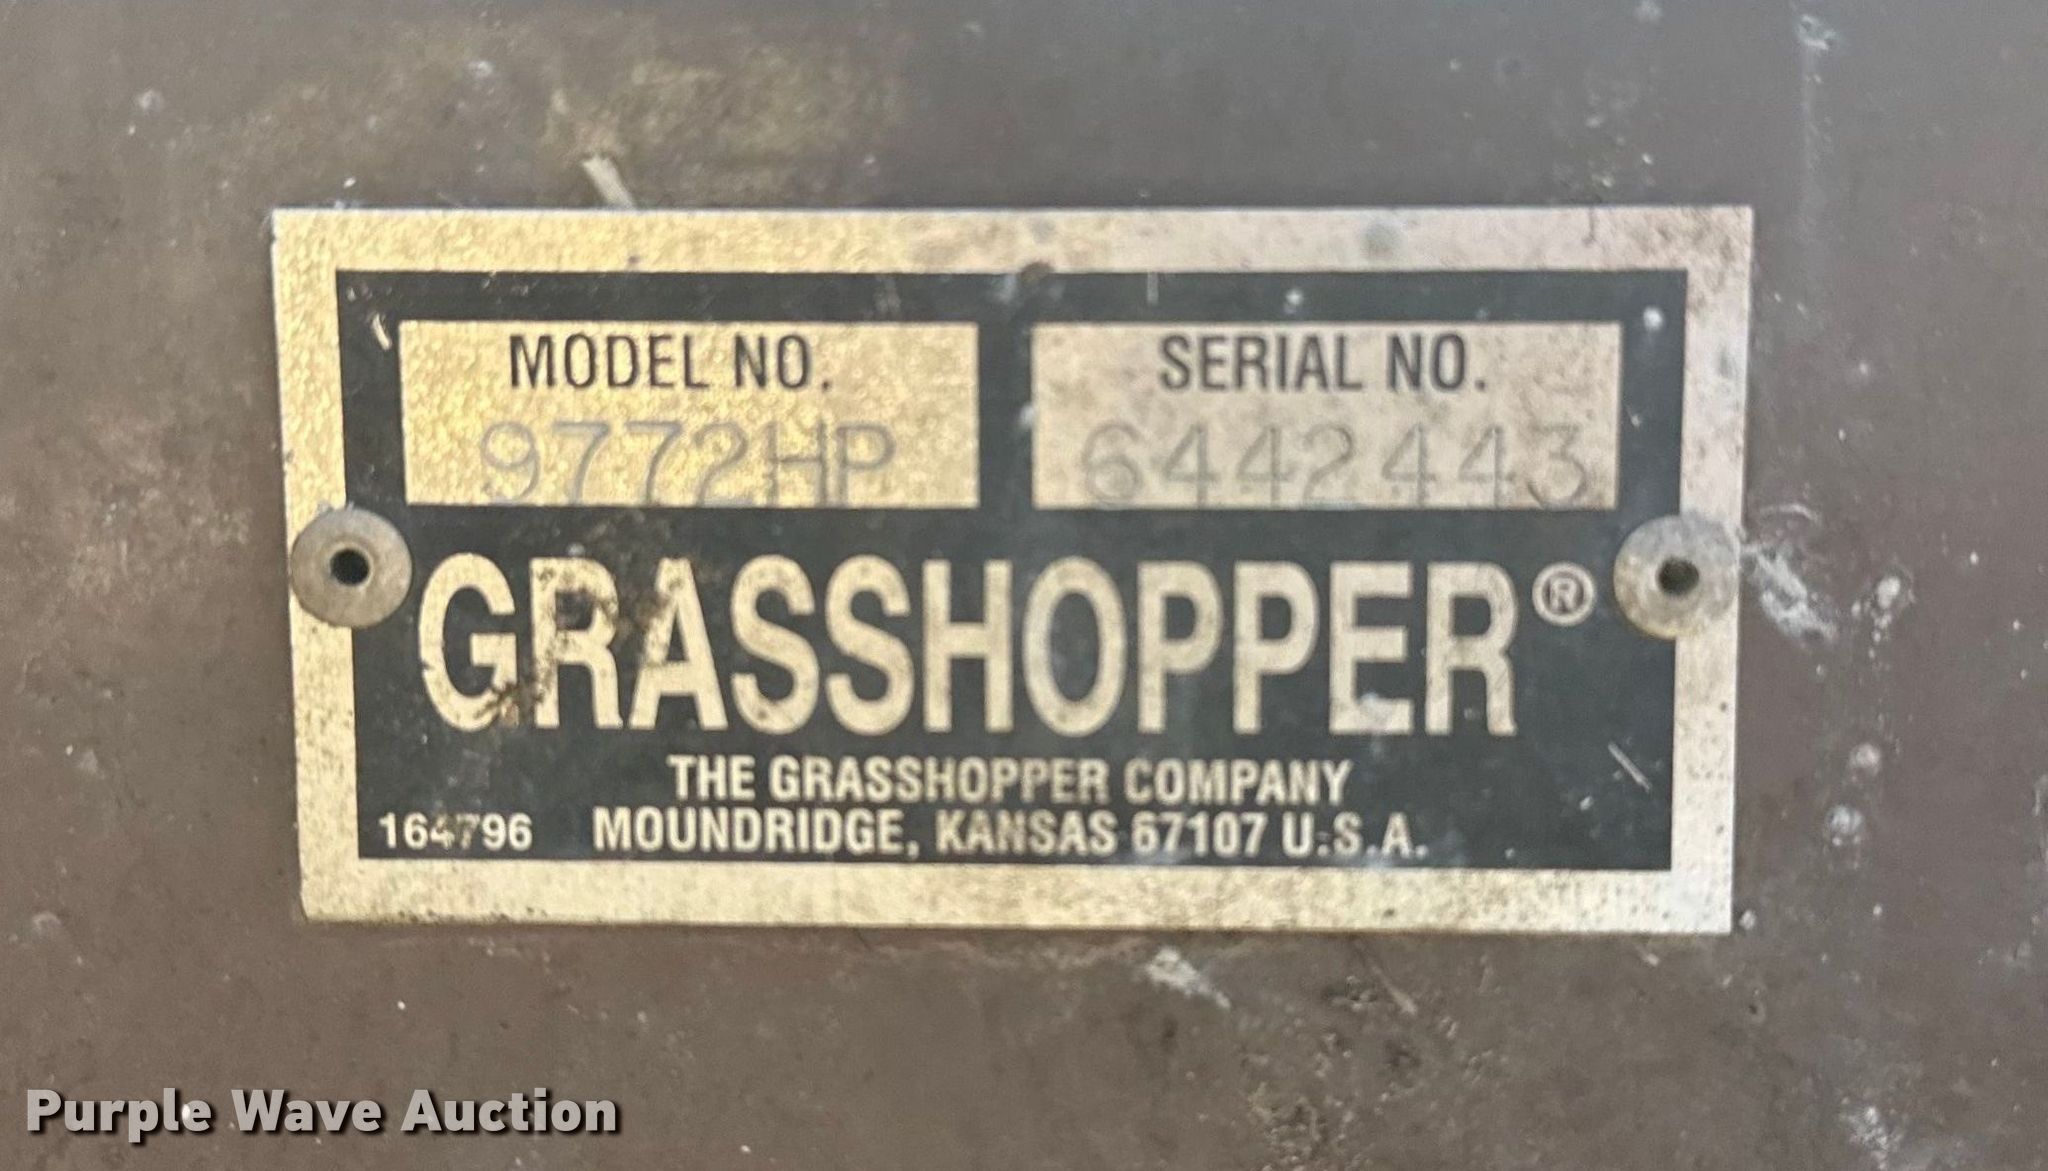 MODEL NO.
9772HP
SERIAL NO.
6442443
GRASSHOPPER®
THE GRASSHOPPER COMPANY
164796 MOUNDRIDGE, KANSAS 67107 U.S.A.
Purple Wave Auction